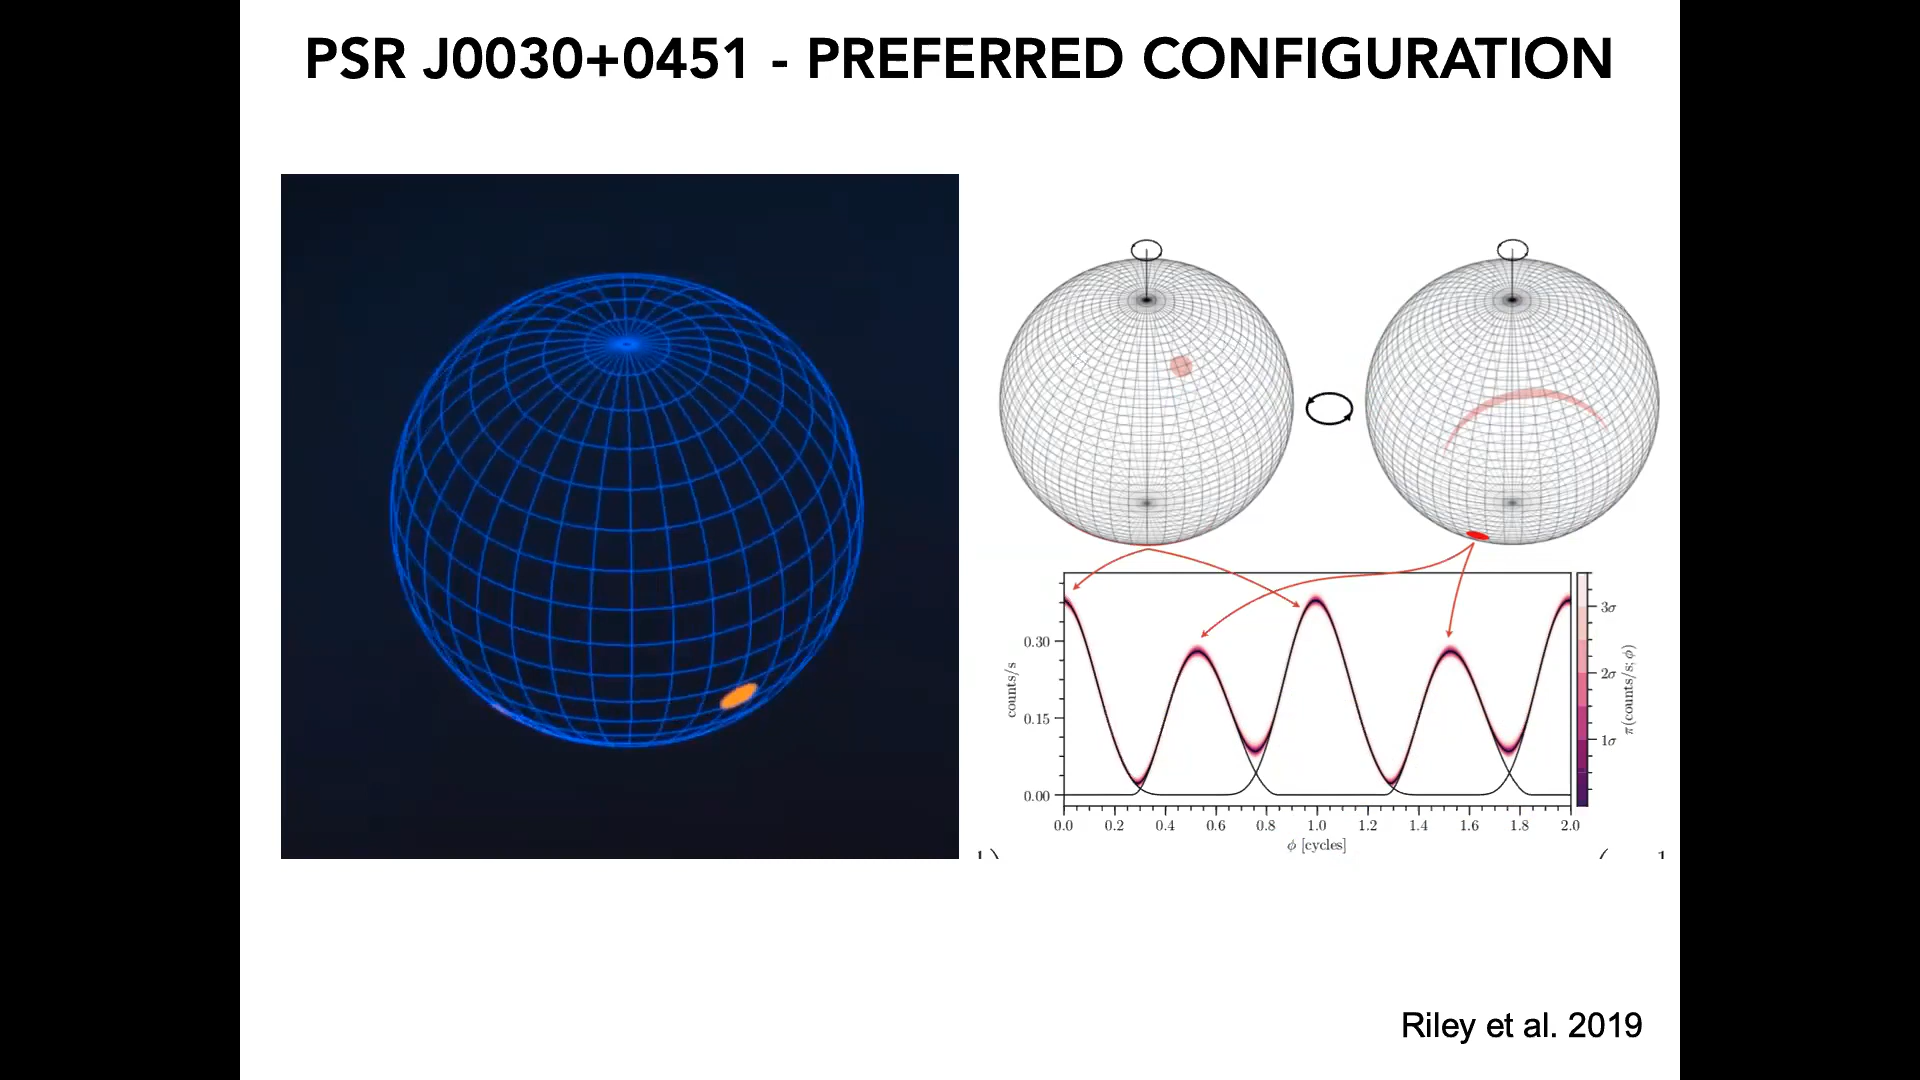 PSR J0030+0451 - PREFERRED CONFIGURATION
counts/s
0.30
0.15
0.00
0.0 0.2 0.4 0.6 0.8 1.0 1.2 1.4 1.6 1.8 2.0
ϕ [cycles]
3σ
2σ
1σ
π(counts/s; ϕ)
Riley et al. 2019